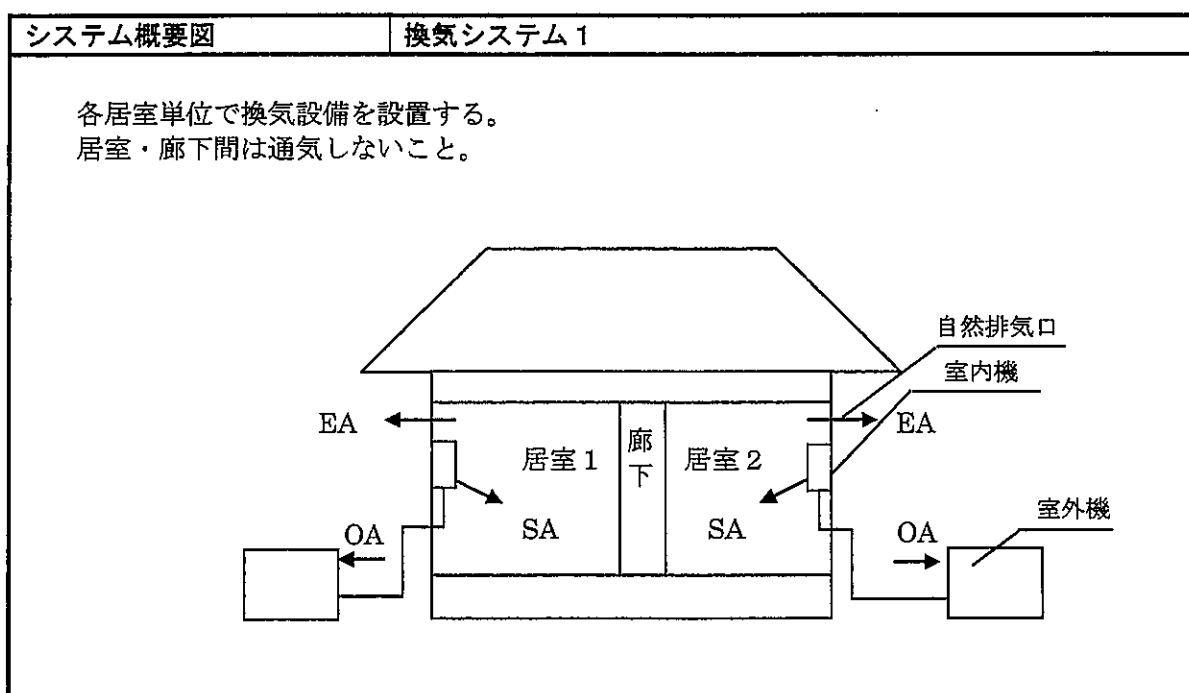 システム概要図
換気システム1
各居室単位で換気設備を設置する。
居室・廊下間は通気しないこと。
自然排気口
室内機
EA
EA
居室1
廊下
居室2
SA
SA
OA
OA
室外機